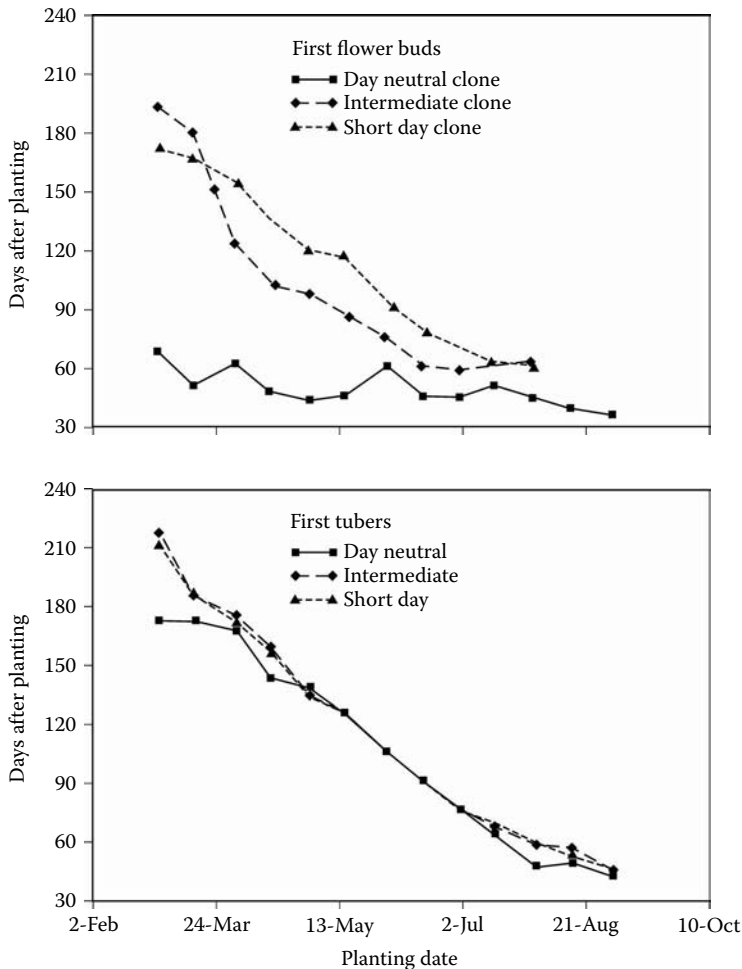 240
210
180
150
120
90
60
30
Days after planting
First flower buds
Day neutral clone
Intermediate clone
Short day clone
240
210
180
150
120
90
60
30
Days after planting
First tubers
Day neutral
Intermediate
Short day
2-Feb
24-Mar
13-May
2-Jul
21-Aug
10-Oct
Planting date